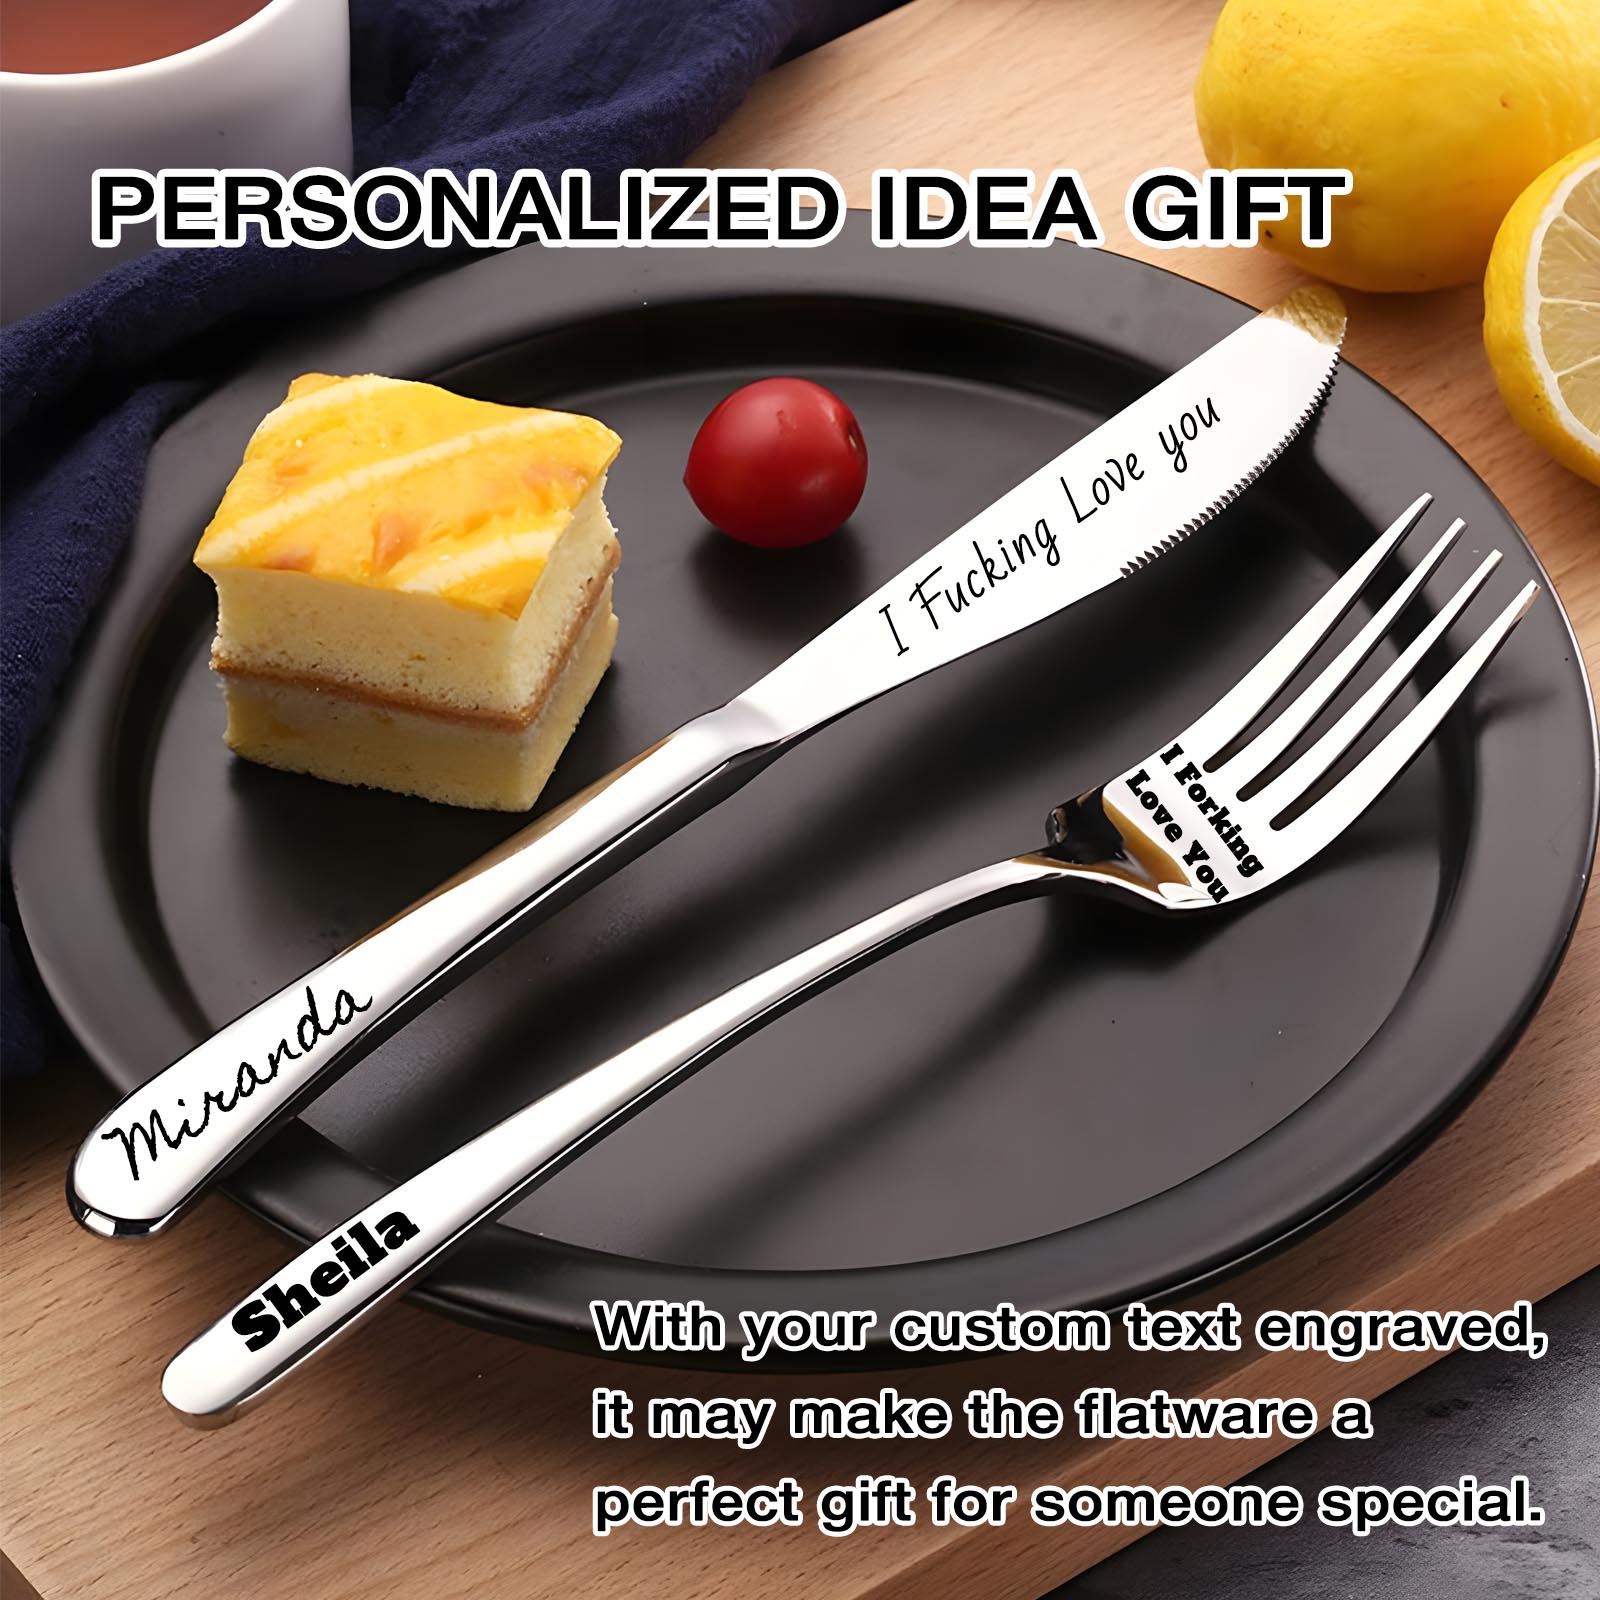 PERSONALIZED IDEA GIFT
I Fucking Love you
I Forking
Love You
Miranda
Sheila
With your custom text engraved,
it may make the flatware a
perfect gift for someone special.